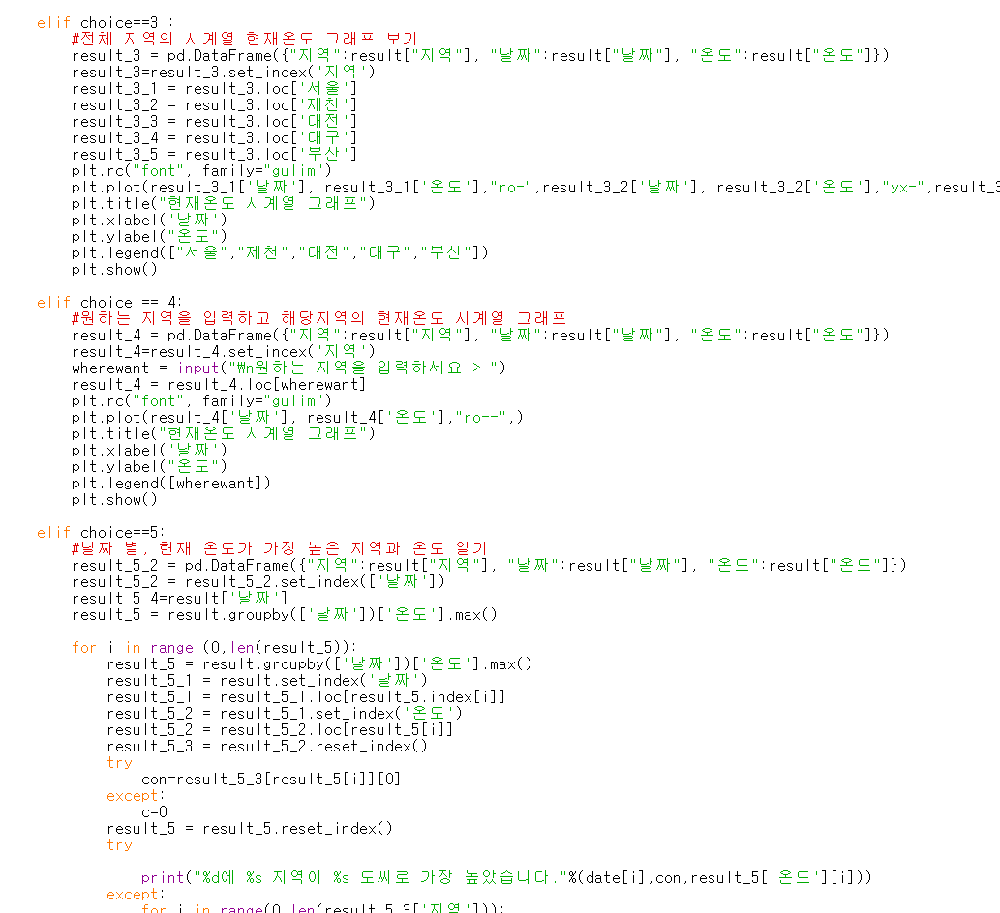 elif choice==3 :
#전체 지역의 시계열 현재온도 그래프 보기
result_3 = pd.DataFrame({"지역":result["지역"], "날짜":result["날짜"], "온도":result["온도"]})
result_3=result_3.set_index('지역')
result_3_1 = result_3.loc['서울']
result_3_2 = result_3.loc['제천']
result_3_3 = result_3.loc['대전']
result_3_4 = result_3.loc['대구']
result_3_5 = result_3.loc['부산']
plt.rc("font", family="gulim")
plt.plot(result_3_1['날짜'], result_3_1['온도'],"ro-",result_3_2['날짜'], result_3_2['온도'],"yx-",result_3
plt.title("현재온도 시계열 그래프")
plt.xlabel('날짜')
plt.ylabel("온도")
plt.legend(["서울","제천","대전","대구","부산"])
plt.show()
elif choice == 4:
#원하는 지역을 입력하고 해당지역의 현재온도 시계열 그래프
result_4 = pd.DataFrame({"지역":result["지역"], "날짜":result["날짜"], "온도":result["온도"]})
result_4=result_4.set_index('지역')
wherewant = input("₩n원하는 지역을 입력하세요 > ")
result_4 = result_4.loc[wherewant]
plt.rc("font", family="gulim")
plt.plot(result_4['날짜'], result_4['온도'],"ro--",)
plt.title("현재온도 시계열 그래프")
plt.xlabel('날짜')
plt.ylabel("온도")
plt.legend([wherewant])
plt.show()
elif choice==5:
#날짜 별, 현재 온도가 가장 높은 지역과 온도 알기
result_5_2 = pd.DataFrame({"지역":result["지역"], "날짜":result["날짜"], "온도":result["온도"]})
result_5_2 = result_5_2.set_index(['날짜'])
result_5_4=result['날짜']
result_5 = result.groupby(['날짜'])['온도'].max()
for i in range (0,len(result_5)):
result_5 = result.groupby(['날짜'])['온도'].max()
result_5_1 = result.set_index('날짜')
result_5_1 = result_5_1.loc[result_5.index[i]]
result_5_2 = result_5_1.set_index('온도')
result_5_2 = result_5_2.loc[result_5[i]]
result_5_3 = result_5_2.reset_index()
try:
con=result_5_3[result_5[i]][0]
except:
c=0
result_5 = result_5.reset_index()
try:
print("%d에 %s 지역이 %s 도씨로 가장 높았습니다."%(date[i],con,result_5['온도'][i]))
except:
for i in range(0,len(result_5_3['지역'])):